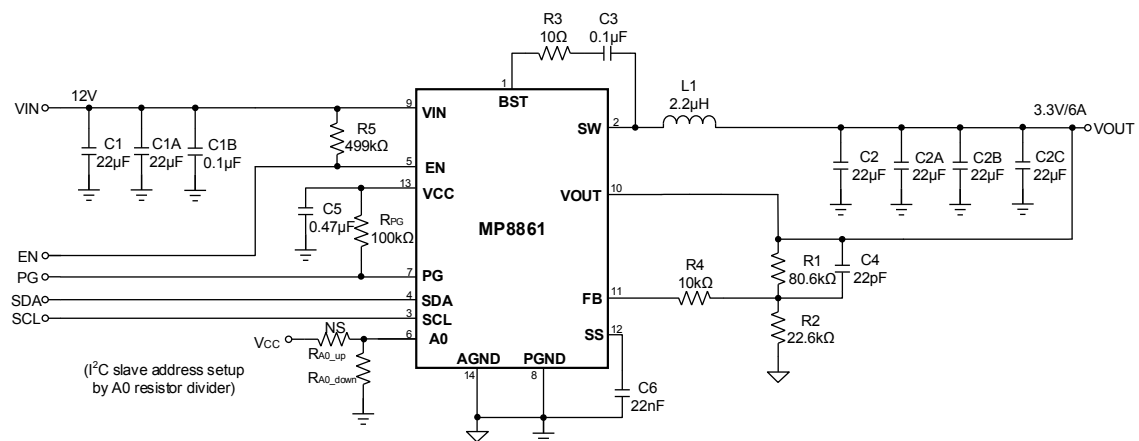 R3
10Ω
C3
0.1µF
1
BST
L1
2.2µH
VIN
12V
9
VIN
SW
2
3.3V/6A
VOUT
C1
22µF
C1A
22µF
C1B
0.1µF
R5
499kΩ
5
EN
C2
22µF
C2A
22µF
C2B
22µF
C2C
22µF
13
VCC
VOUT
10
C5
0.47µF
RPG
100kΩ
MP8861
EN
PG
7
PG
R4
10kΩ
R1
80.6kΩ
C4
22pF
FB
11
SDA
4
SDA
SCL
3
SCL
R2
22.6kΩ
VCC
NS
6
A0
SS
12
RA0_up
RA0_down
AGND
14
PGND
8
C6
22nF
(I²C slave address setup
by A0 resistor divider)